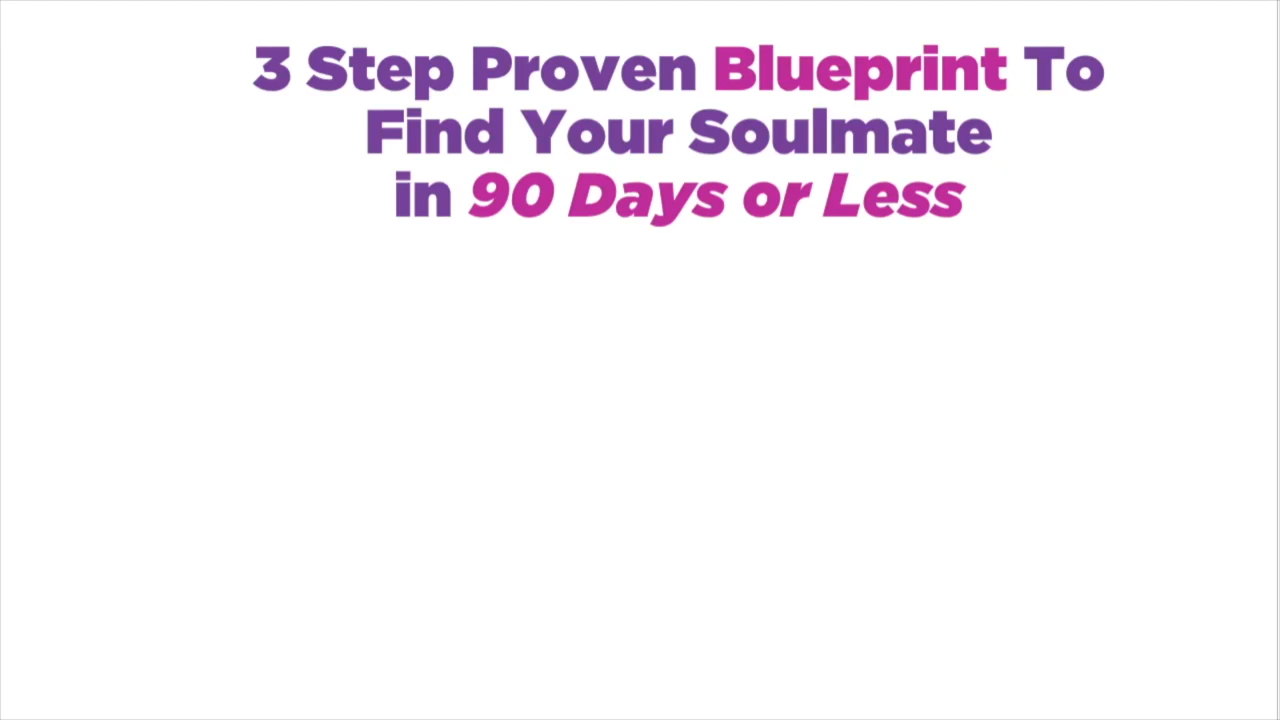 3 Step Proven Blueprint To
Find Your Soulmate
in 90 Days or Less